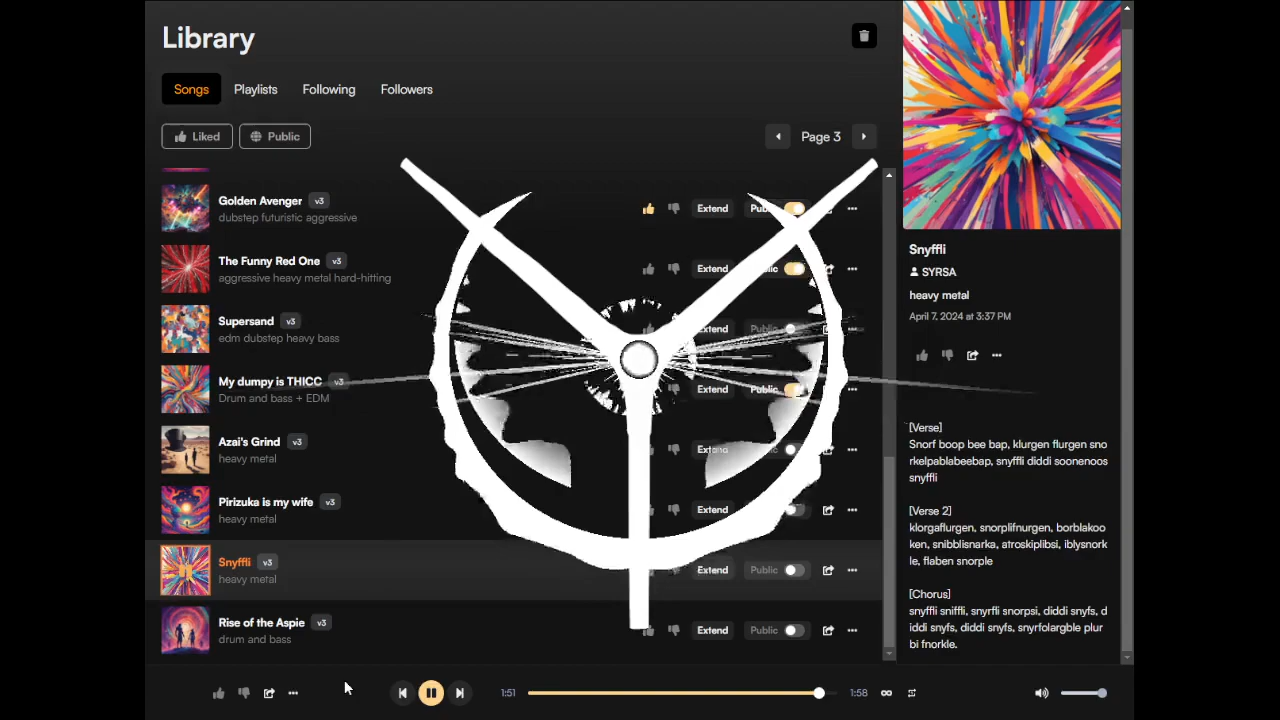 Library
Songs Playlists Following Followers
Liked Public Page 3
Golden Avenger v3
dubstep futuristic aggressive
Extend
The Funny Red One v3
aggressive heavy metal hard-hitting
Extend
Supersand v3
edm dubstep heavy bass
Public
My dumpy is THICC v3
Drum and bass + EDM
Extend Public
Azai's Grind v3
heavy metal
Extend
Pirizuka is my wife v3
heavy metal
Extend
Snyffli v3
heavy metal
Extend Public
Rise of the Aspie v3
drum and bass
Extend Public
1:51 1:58
Snyffli
SYRSA
heavy metal
April 7, 2024 at 3:37 PM
[Verse]
Snorf boop bee bap, klurgen flurgen sno
rkelpablabeebap, snyffli diddi soonenoos
snyffli
[Verse 2]
klorgaflurgen, snorplifnurgen, borblakoo
ken, snibblisnarka, atroskiplibsi, iblysnork
le, flaben snorple
[Chorus]
snyffli sniffli, snyrfli snorpsi, diddi snyfs, d
iddi snyfs, diddi snyfs, snyrfolargble plur
bi fnorkle.